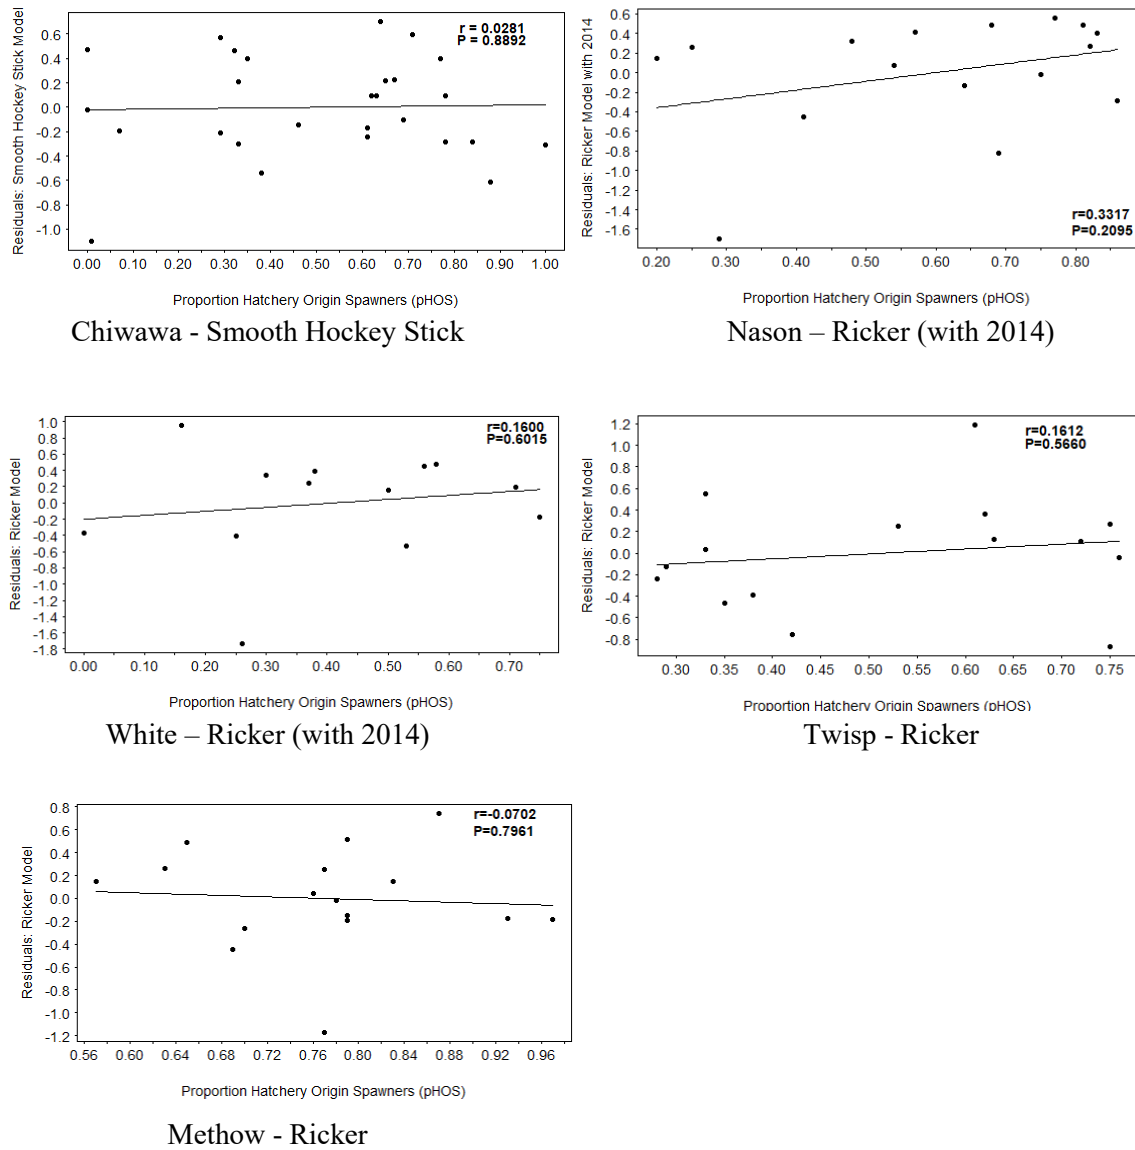 r = 0.0281
P = 0.8892
Residuals: Smooth Hockey Stick Model
0.6
0.4
0.2
0.0
-0.2
-0.4
-0.6
-0.8
-1.0
0.00 0.10 0.20 0.30 0.40 0.50 0.60 0.70 0.80 0.90 1.00
Proportion Hatchery Origin Spawners (pHOS)
Chiwawa - Smooth Hockey Stick
Residuals: Ricker Model with 2014
0.6
0.4
0.2
0.0
-0.2
-0.4
-0.6
-0.8
-1.0
-1.2
-1.4
-1.6
r=0.3317
P=0.2095
0.20 0.30 0.40 0.50 0.60 0.70 0.80
Proportion Hatchery Origin Spawners (pHOS)
Nason – Ricker (with 2014)
r=0.1600
P=0.6015
Residuals: Ricker Model
1.0
0.8
0.6
0.4
0.2
0.0
-0.2
-0.4
-0.6
-0.8
-1.0
-1.2
-1.4
-1.6
-1.8
0.00 0.10 0.20 0.30 0.40 0.50 0.60 0.70
Proportion Hatchery Origin Spawners (pHOS)
White – Ricker (with 2014)
r=0.1612
P=0.5660
Residuals: Ricker Model
1.2
1.0
0.8
0.6
0.4
0.2
0.0
-0.2
-0.4
-0.6
-0.8
0.30 0.35 0.40 0.45 0.50 0.55 0.60 0.65 0.70 0.75
Proportion Hatchery Origin Spawners (pHOS)
Twisp - Ricker
r=-0.0702
P=0.7961
Residuals: Ricker Model
0.8
0.6
0.4
0.2
0.0
-0.2
-0.4
-0.6
-0.8
-1.0
-1.2
0.56 0.60 0.64 0.68 0.72 0.76 0.80 0.84 0.88 0.92 0.96
Proportion Hatchery Origin Spawners (pHOS)
Methow - Ricker